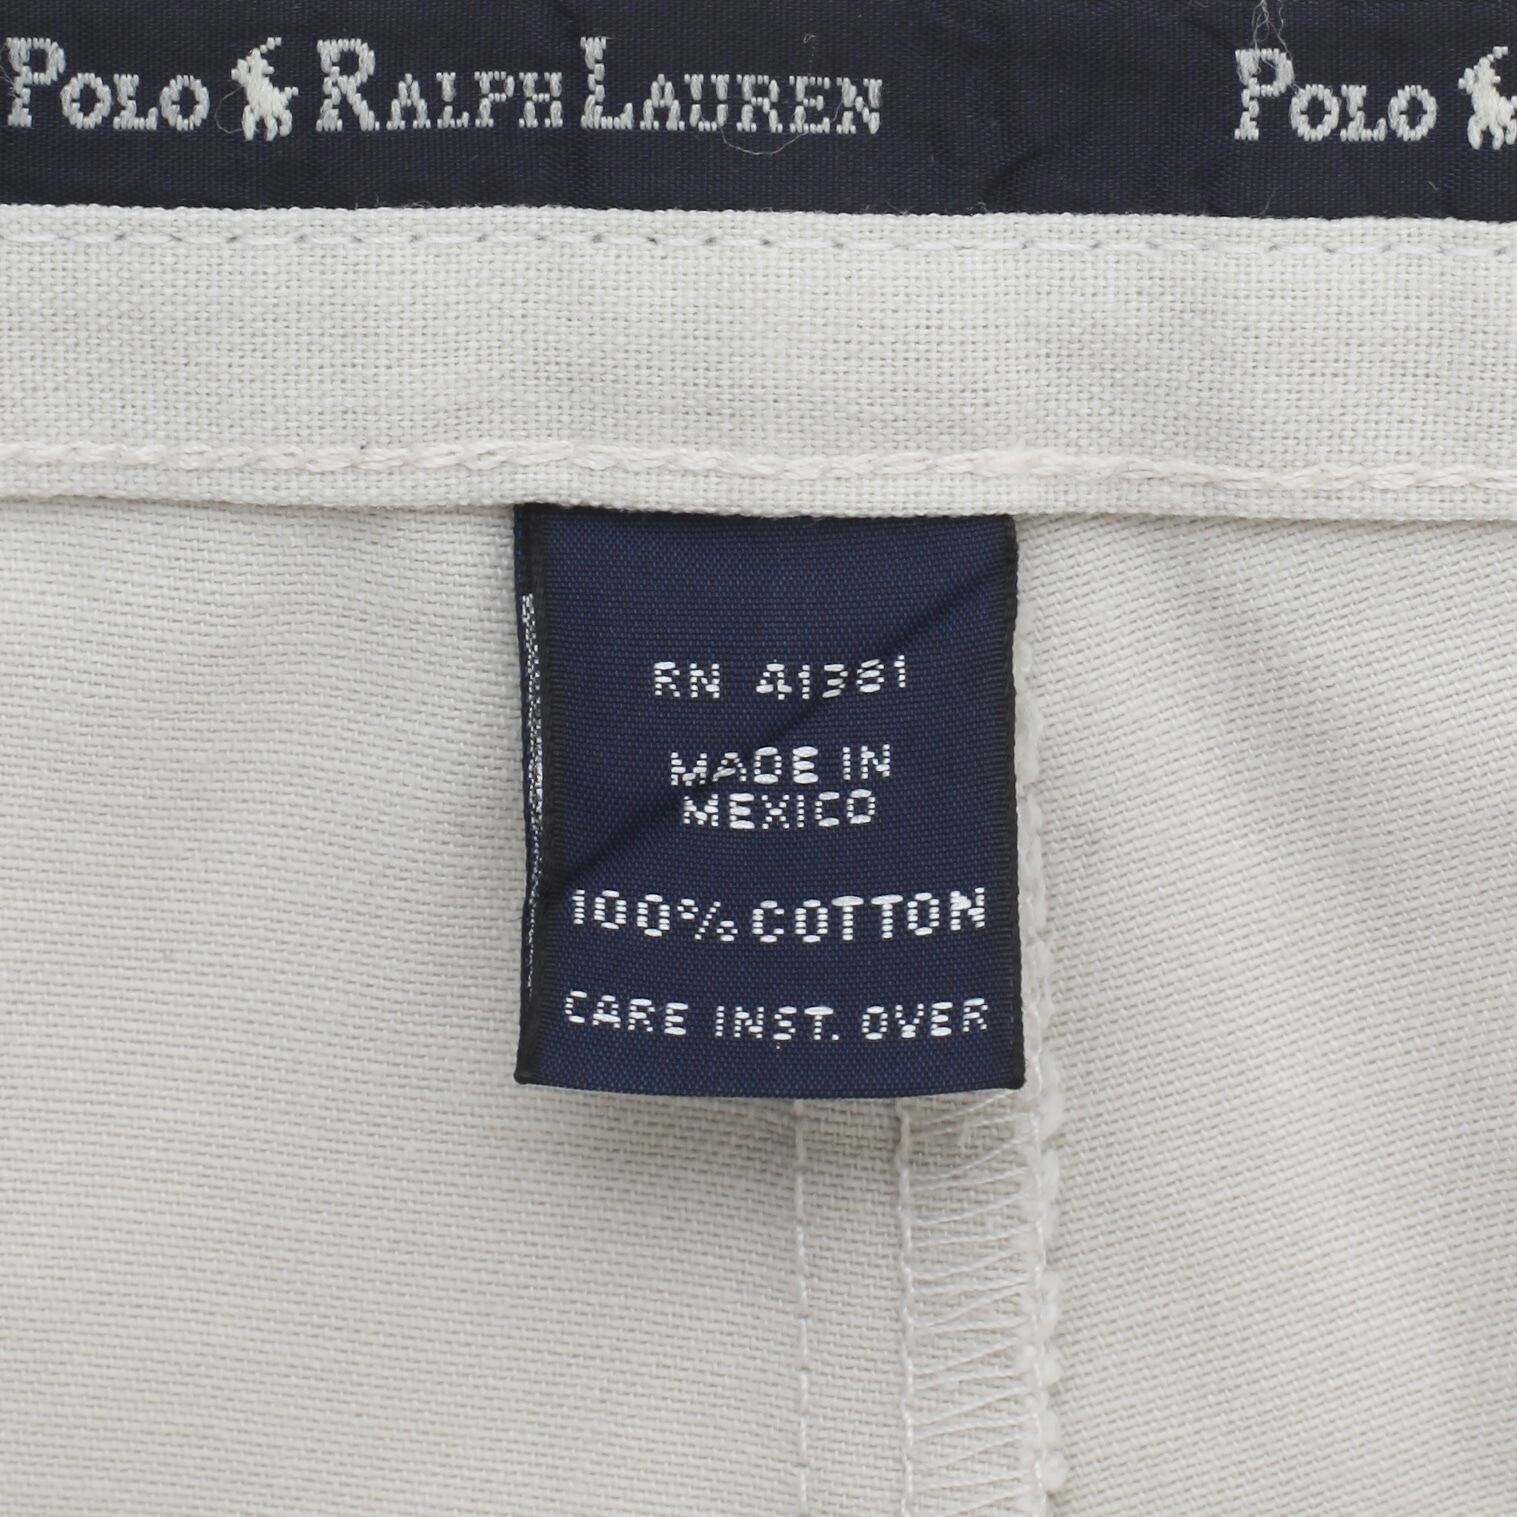 POLO RALPH LAUREN POLO
RN 41381
MADE IN
MEXICO
100% COTTON
CARE INST. OVER